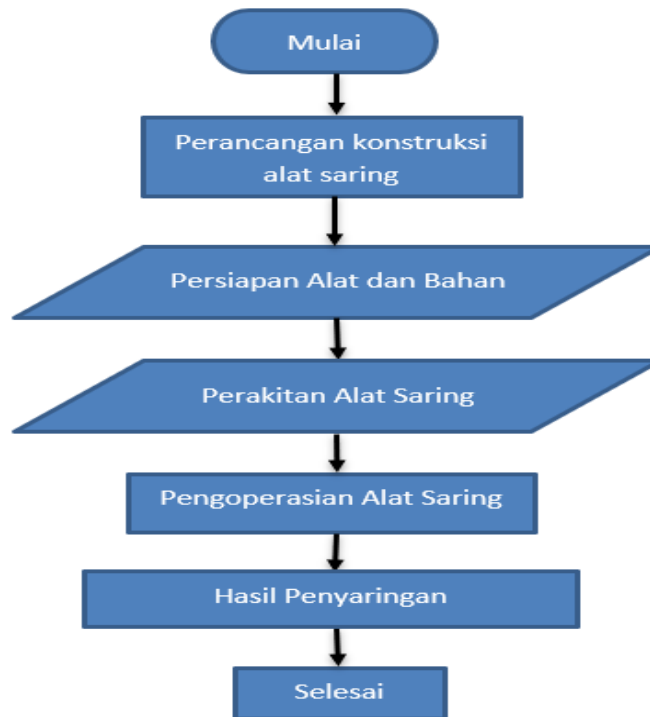 Mulai
Perancangan konstruksi
alat saring
Persiapan Alat dan Bahan
Perakitan Alat Saring
Pengoperasian Alat Saring
Hasil Penyaringan
Selesai